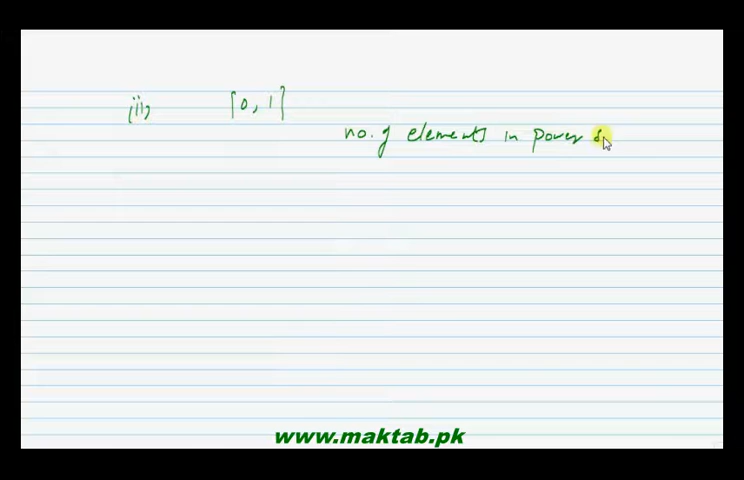 (ii) {0, 1}
no. of elements in power s
www.maktab.pk